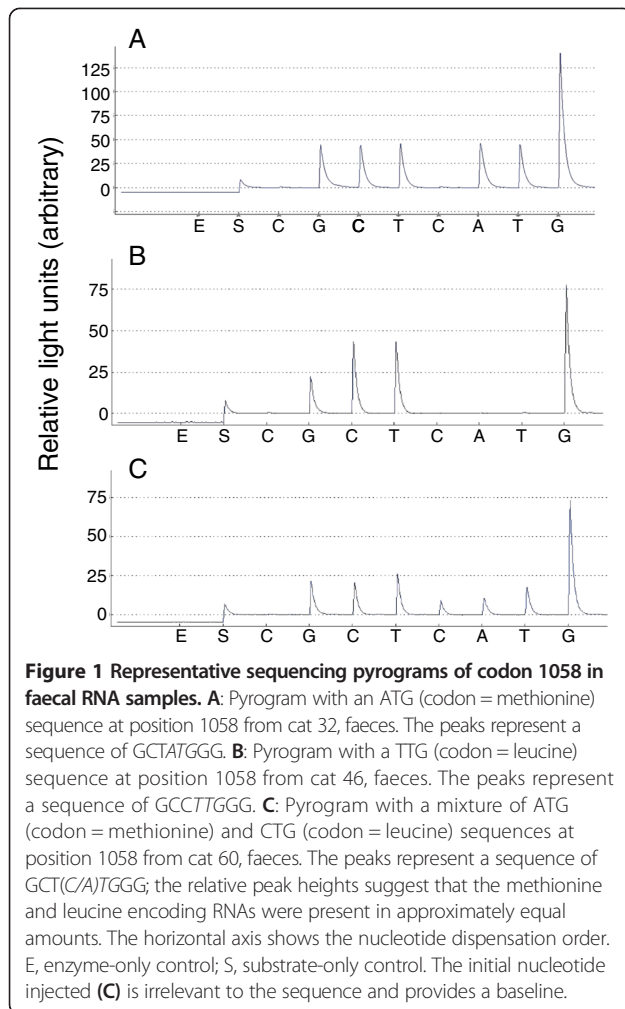 A
Relative light units (arbitrary)
125
100
75
50
25
0
E S C G C T C A T G
B
75
50
25
0
E S C G C T C A T G
C
75
50
25
0
E S C G C T C A T G
Figure 1 Representative sequencing pyrograms of codon 1058 in
faecal RNA samples. A: Pyrogram with an ATG (codon = methionine)
sequence at position 1058 from cat 32, faeces. The peaks represent a
sequence of GCTATGGG. B: Pyrogram with a TTG (codon = leucine)
sequence at position 1058 from cat 46, faeces. The peaks represent
a sequence of GCCTTGGG. C: Pyrogram with a mixture of ATG
(codon = methionine) and CTG (codon = leucine) sequences at
position 1058 from cat 60, faeces. The peaks represent a sequence of
GCT(C/A)TGGG; the relative peak heights suggest that the methionine
and leucine encoding RNAs were present in approximately equal
amounts. The horizontal axis shows the nucleotide dispensation order.
E, enzyme-only control; S, substrate-only control. The initial nucleotide
injected (C) is irrelevant to the sequence and provides a baseline.